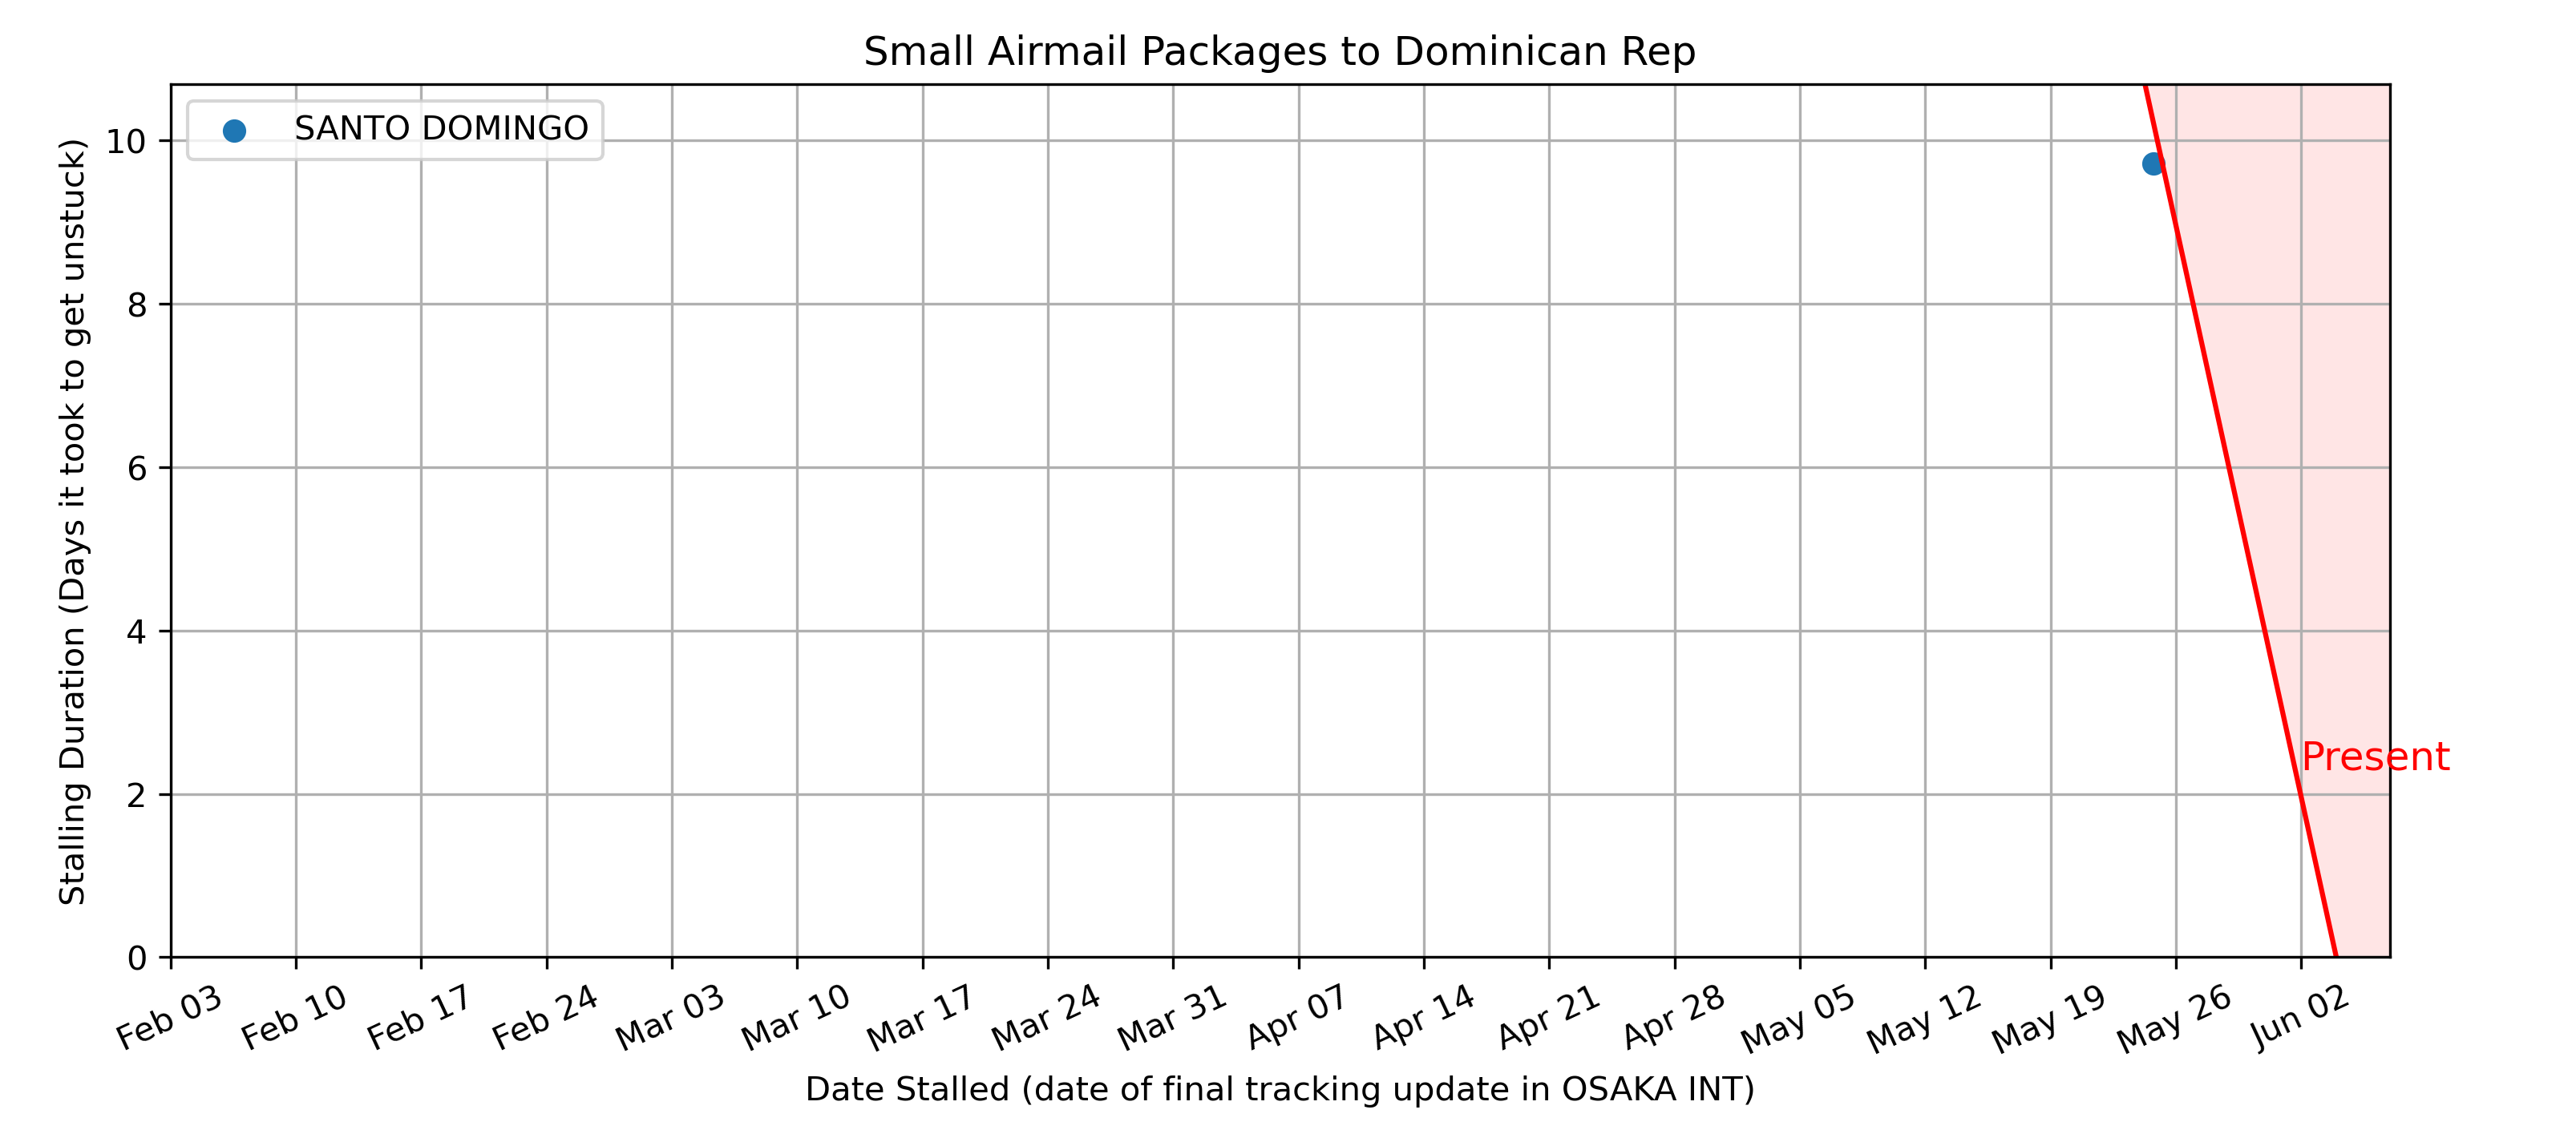 Small Airmail Packages to Dominican Rep
SANTO DOMINGO
Stalling Duration (Days it took to get unstuck)
10
8
6
4
2
0
Present
Feb 03
Feb 10
Feb 17
Feb 24
Mar 03
Mar 10
Mar 17
Mar 24
Mar 31
Apr 07
Apr 14
Apr 21
Apr 28
May 05
May 12
May 19
May 26
Jun 02
Date Stalled (date of final tracking update in OSAKA INT)